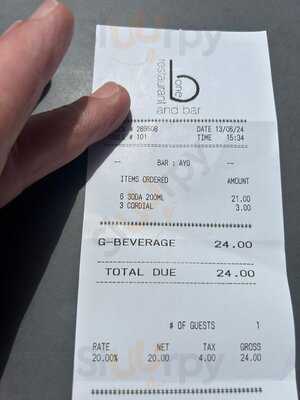 b
one
restaurant
and bar
************************************
# 289508 DATE 13/06/24
# 101 TIME 15:34
-- BAR : AYO --
ITEMS ORDERED AMOUNT
6 SODA 200ML 21.00
3 CORDIAL 3.00
G-BEVERAGE 24.00
TOTAL DUE 24.00
# OF GUESTS 1
RATE NET TAX GROSS
20.00% 20.00 4.00 24.00
************************************